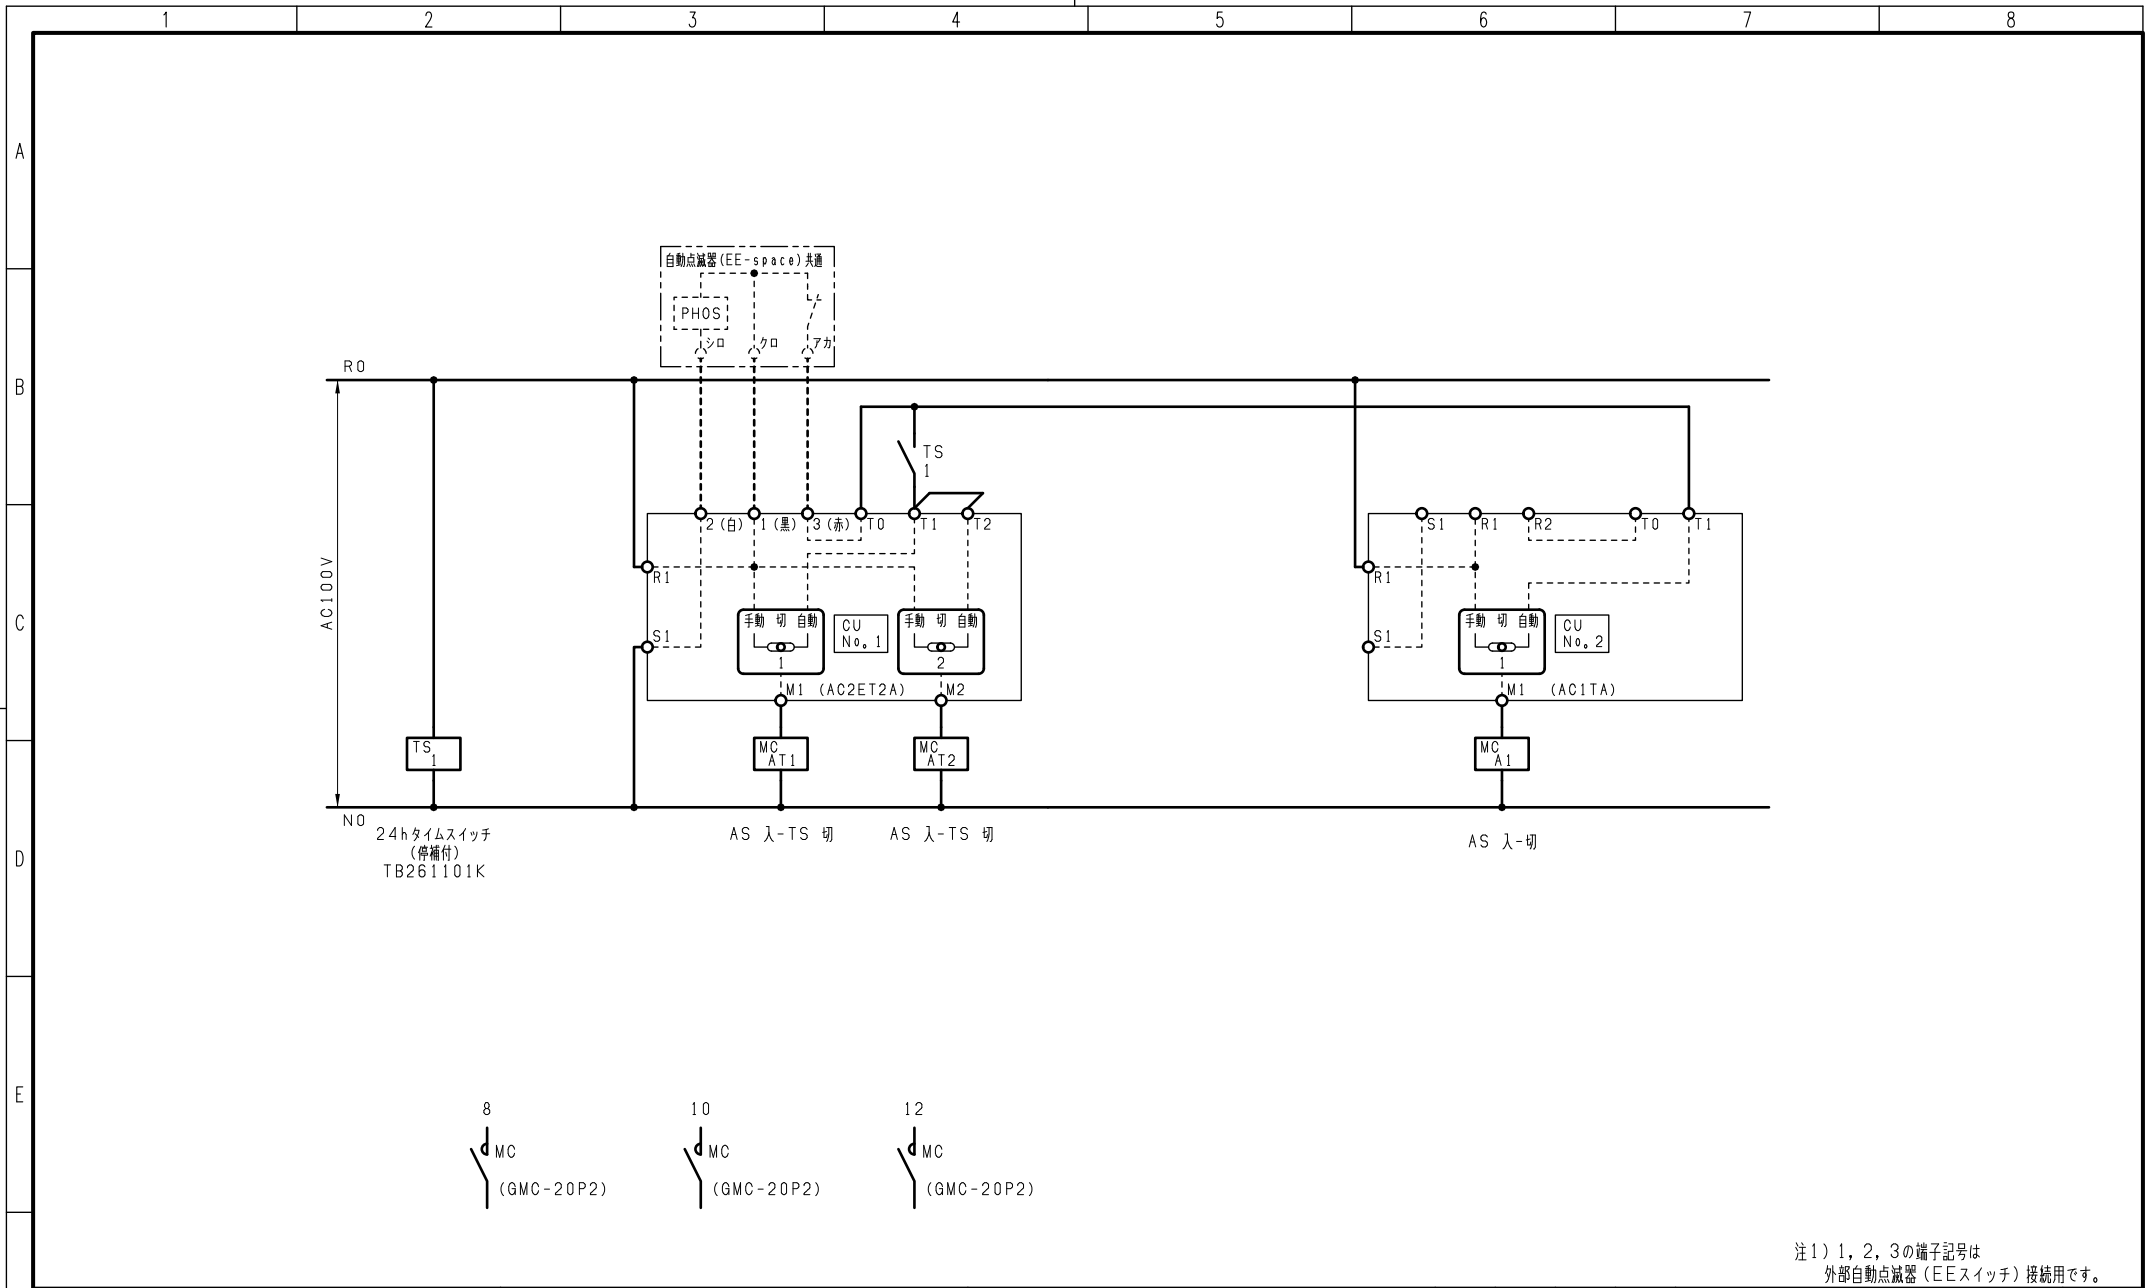 1 2 3 4 5 6 7 8
A
自動点滅器(EE-space)共通
PHOS
シロ クロ アカ
R0
B
TS
1
2(白) 1(黒) 3(赤) T0 T1 T2
S1 R1 R2 T0 T1
R1
R1
AC100V
C
手動 切 自動
CU
No。1
手動 切 自動
手動 切 自動
CU
No。2
S1
S1
1
2
1
M1 (AC2ET2A) M2
M1 (AC1TA)
TS
1
MC
AT1
MC
AT2
MC
A1
N0
24hタイムスイッチ
(停補付)
TB261101K
AS 入-TS 切
AS 入-TS 切
AS 入-切
D
E
8
MC
(GMC-20P2)
10
MC
(GMC-20P2)
12
MC
(GMC-20P2)
注1)1,2,3の端子記号は
外部自動点滅器(EEスイッチ)接続用です。